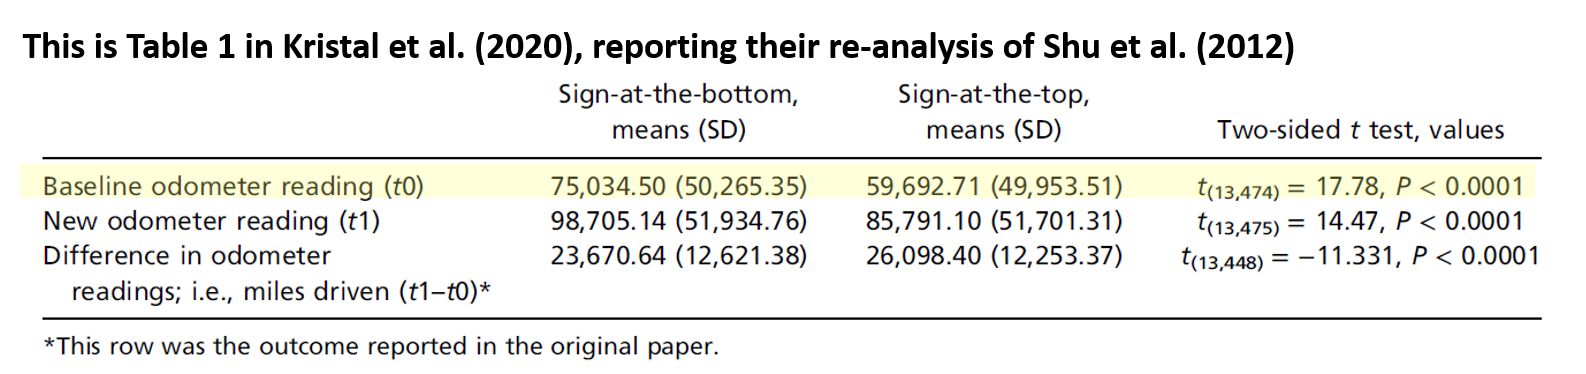 This is Table 1 in Kristal et al. (2020), reporting their re-analysis of Shu et al. (2012)
Sign-at-the-bottom, means (SD) Sign-at-the-top, means (SD) Two-sided t test, values
Baseline odometer reading (t0) 75,034.50 (50,265.35) 59,692.71 (49,953.51) t(13,474) = 17.78, P < 0.0001
New odometer reading (t1) 98,705.14 (51,934.76) 85,791.10 (51,701.31) t(13,475) = 14.47, P < 0.0001
Difference in odometer 23,670.64 (12,621.38) 26,098.40 (12,253.37) t(13,448) = −11.331, P < 0.0001
readings; i.e., miles driven (t1–t0)*
*This row was the outcome reported in the original paper.